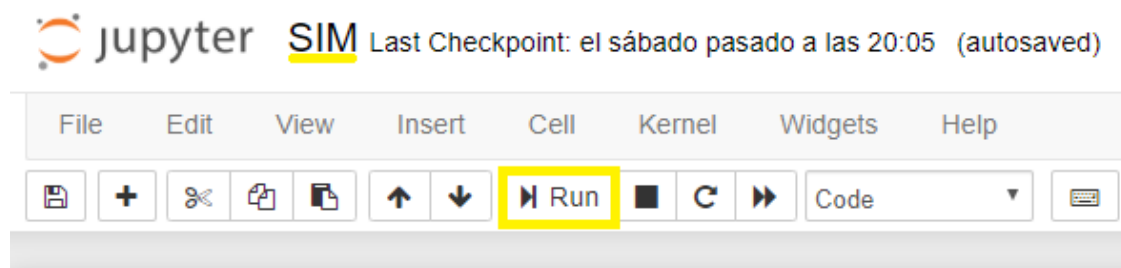 jupyter SIM Last Checkpoint: el sábado pasado a las 20:05 (autosaved)
File Edit View Insert Cell Kernel Widgets Help
Run Code